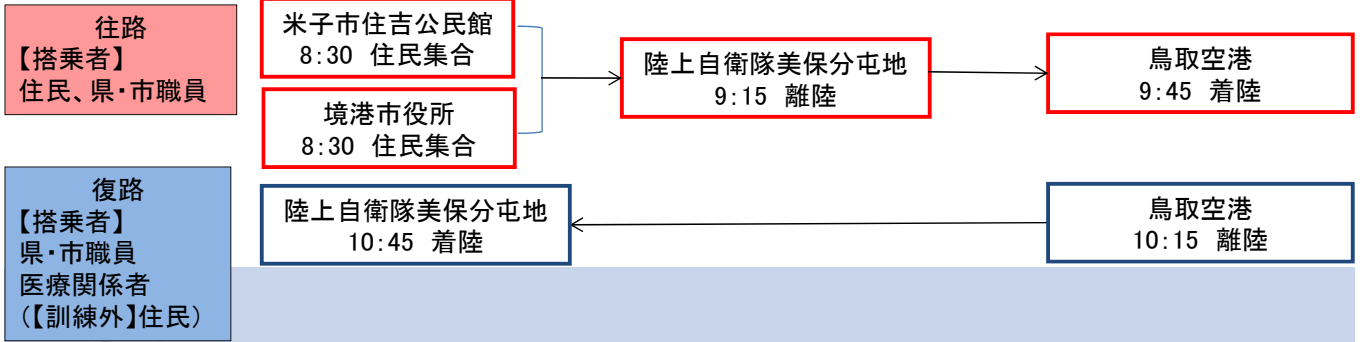 往路
【搭乗者】
住民、県・市職員
米子市住吉公民館
8:30 住民集合
境港市役所
8:30 住民集合
陸上自衛隊美保分屯地
9:15 離陸
鳥取空港
9:45 着陸
復路
【搭乗者】
県・市職員
医療関係者
(【訓練外】住民)
陸上自衛隊美保分屯地
10:45 着陸
鳥取空港
10:15 離陸